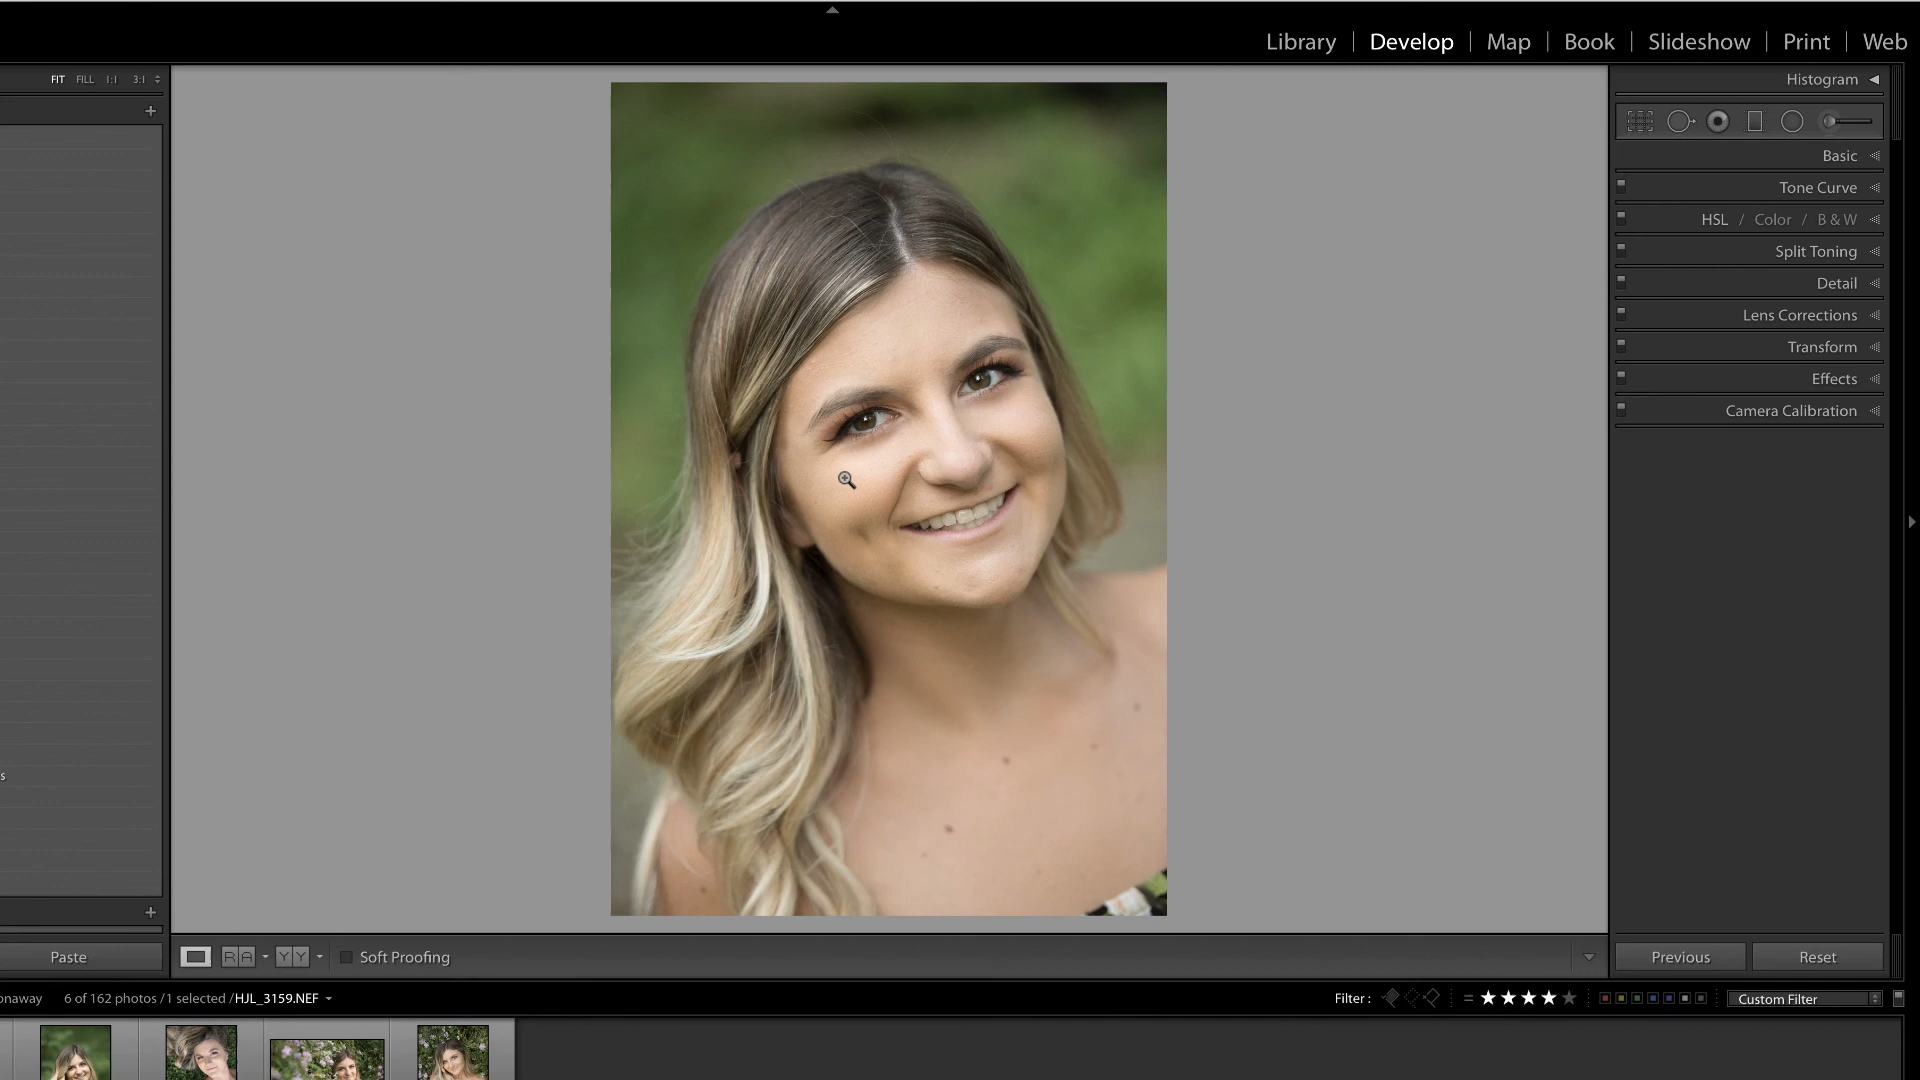 Library | Develop | Map | Book | Slideshow | Print | Web
FIT FILL 1:1 3:1
Histogram
Basic
Tone Curve
HSL / Color / B & W
Split Toning
Detail
Lens Corrections
Transform
Effects
Camera Calibration
s
Paste
R A Y Y Soft Proofing
Previous Reset
onaway 6 of 162 photos / 1 selected / HJL_3159.NEF
Filter : Custom Filter